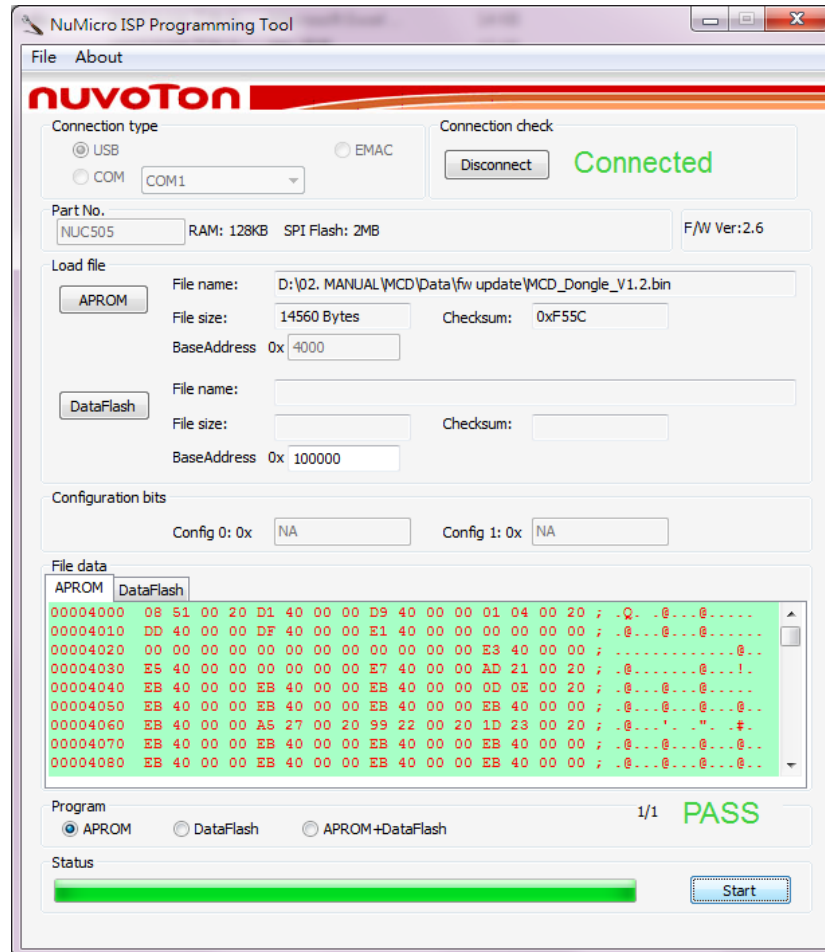 NuMicro ISP Programming Tool
File About
nuvoTon
Connection type
USB
EMAC
COM COM1
Connection check
Disconnect Connected
Part No.
NUC505 RAM: 128KB SPI Flash: 2MB
F/W Ver:2.6
Load file
APROM
File name: D:\02. MANUAL\MCD\Data\fw update\MCD_Dongle_V1.2.bin
File size: 14560 Bytes Checksum: 0xF55C
BaseAddress 0x 4000
DataFlash
File name:
File size: Checksum:
BaseAddress 0x 100000
Configuration bits
Config 0: 0x NA Config 1: 0x NA
File data
APROM DataFlash
00004000 08 51 00 20 D1 40 00 00 D9 40 00 00 01 04 00 20 ; .Q. .@...@.....
00004010 DD 40 00 00 DF 40 00 00 E1 40 00 00 00 00 00 00 ; .@...@...@......
00004020 00 00 00 00 00 00 00 00 00 00 00 00 E3 40 00 00 ; .............@..
00004030 E5 40 00 00 00 00 00 00 E7 40 00 00 AD 21 00 20 ; .@.......@...!.
00004040 EB 40 00 00 EB 40 00 00 EB 40 00 00 0D 0E 00 20 ; .@...@...@.....
00004050 EB 40 00 00 EB 40 00 00 EB 40 00 00 EB 40 00 00 ; .@...@...@...@..
00004060 EB 40 00 00 A5 27 00 20 99 22 00 20 1D 23 00 20 ; .@...'. .". .#.
00004070 EB 40 00 00 EB 40 00 00 EB 40 00 00 EB 40 00 00 ; .@...@...@...@..
00004080 EB 40 00 00 EB 40 00 00 EB 40 00 00 EB 40 00 00 ; .@...@...@...@..
Program
APROM DataFlash APROM+DataFlash
1/1 PASS
Status
Start